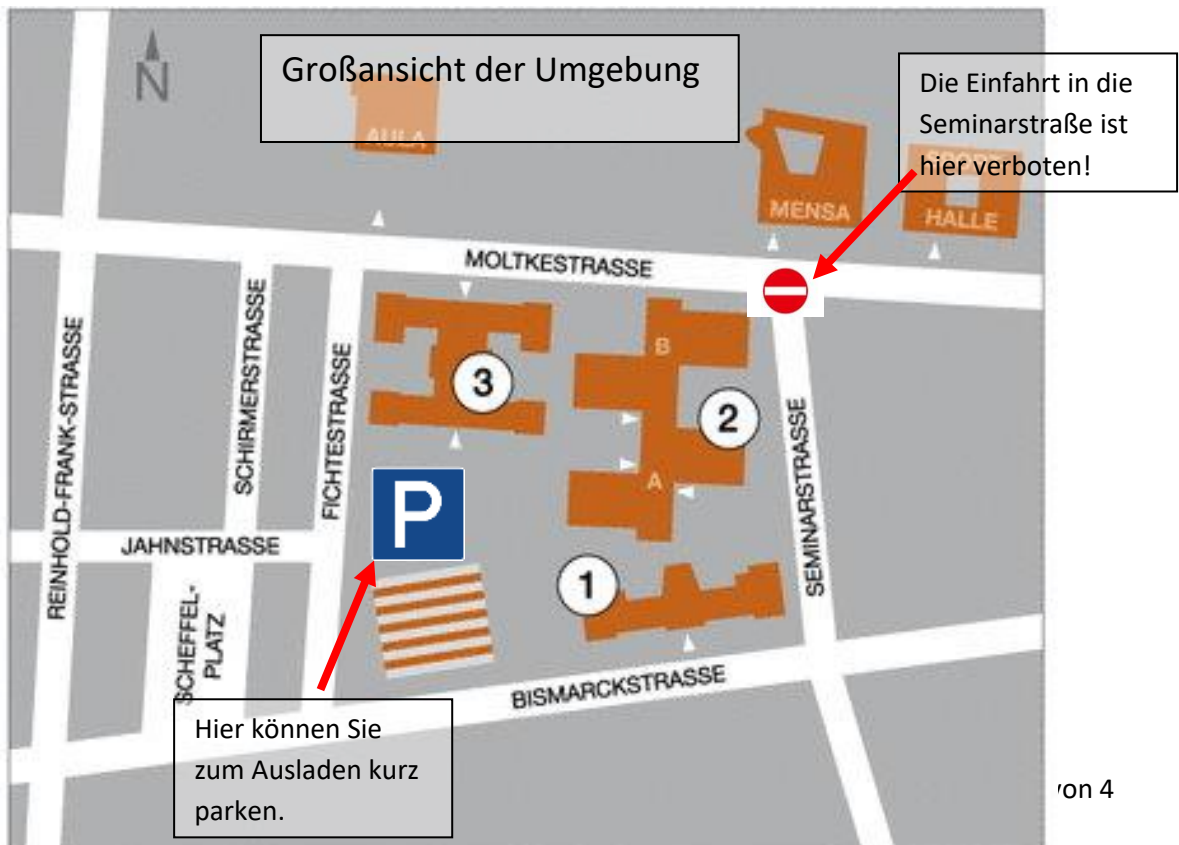 Großansicht der Umgebung
Die Einfahrt in die
Seminarstraße ist
hier verboten!
N
AULA
MENSA
SPORT
HALLE
MOLTKESTRASSE
REINHOLD-FRANK-STRASSE
SCHIRMERSTRASSE
FICHTESTRASSE
3
B
2
A
SEMINARSTRASSE
P
JAHNSTRASSE
1
SCHEFFEL-
PLATZ
BISMARCKSTRASSE
Hier können Sie
zum Ausladen kurz
parken.
von 4